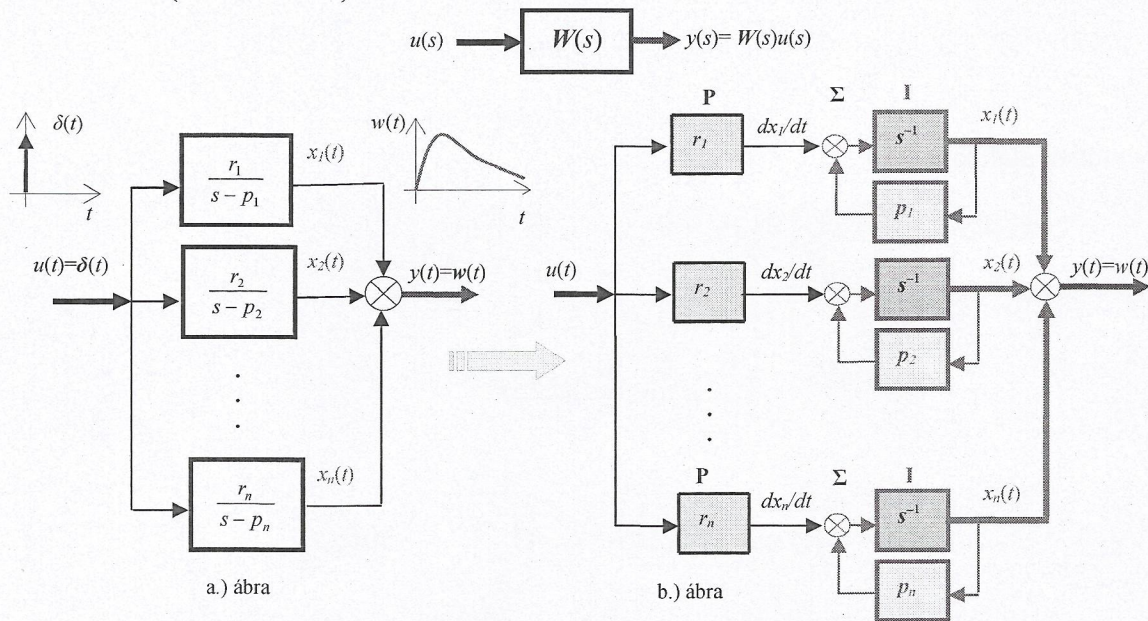 u(s) W(s) y(s)= W(s)u(s)
δ(t)
t
u(t)=δ(t)
r₁
s – p₁
x₁(t)
r₂
s – p₂
x₂(t)
.
.
.
rₙ
s – pₙ
xₙ(t)
w(t)
t
y(t)=w(t)
a.) ábra
P Σ I
u(t)
r₁ dx₁/dt s⁻¹ x₁(t)
p₁
r₂ dx₂/dt s⁻¹ x₂(t)
p₂
y(t)=w(t)
.
.
.
P Σ I
rₙ dxₙ/dt s⁻¹ xₙ(t)
pₙ
b.) ábra